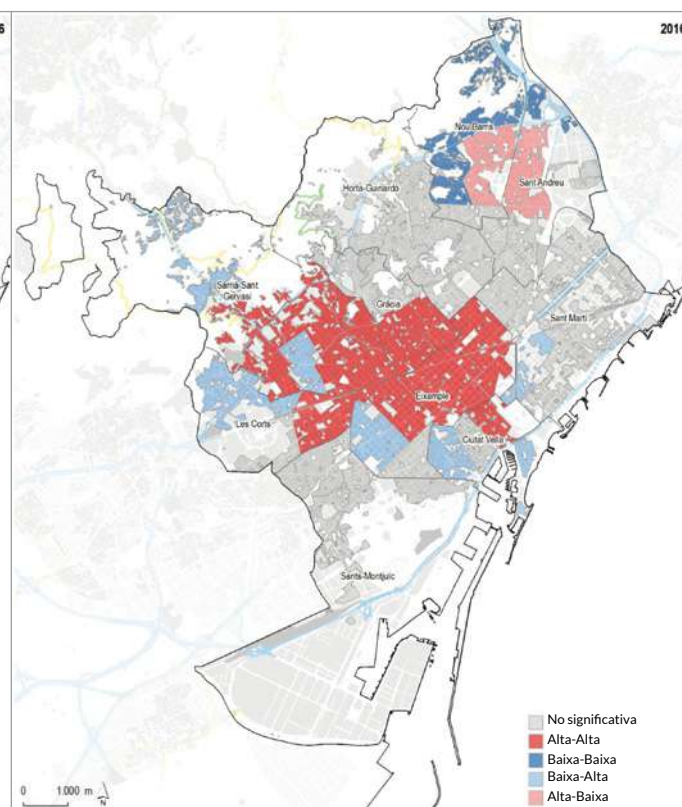 2016
Nou Barris
Sant Andreu
Horta-Guinardó
Sarrià-Sant
Gervasi
Gràcia
Sant Martí
Eixample
Les Corts
Ciutat Vella
Sants-Montjuïc
No significativa
Alta-Alta
Baixa-Baixa
Baixa-Alta
Alta-Baixa
0 1.000 m
N